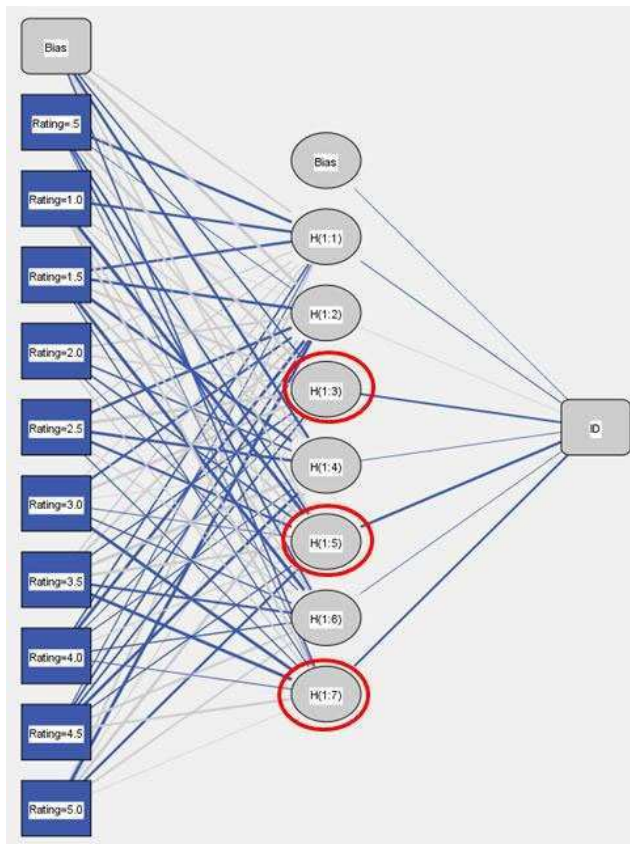 Bias
Rating=.5
Rating=1.0
Rating=1.5
Rating=2.0
Rating=2.5
Rating=3.0
Rating=3.5
Rating=4.0
Rating=4.5
Rating=5.0
Bias
H(1:1)
H(1:2)
H(1:3)
H(1:4)
H(1:5)
H(1:6)
H(1:7)
ID